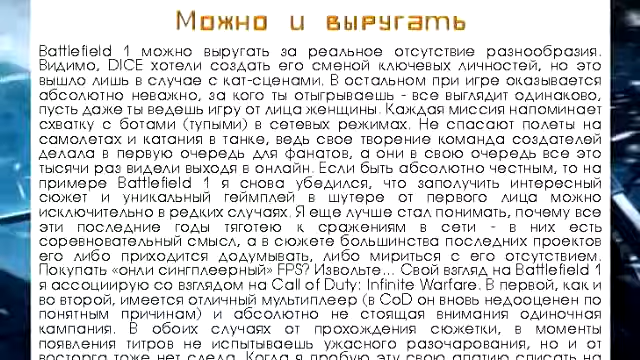 Можно и выругать
Battlefield 1 можно выругать за реальное отсутствие разнообразия.
Видимо, DICE хотели создать его сменой ключевых личностей, но это
вышло лишь в случае с кат-сценами. В остальном при игре оказывается
абсолютно неважно, за кого ты отыгрываешь - все выглядит одинаково,
пусть даже ты ведешь игру от лица женщины. Каждая миссия напоминает
схватку с ботами (тупыми) в сетевых режимах. Не спасают полеты на
самолетах и катания в танке, ведь свое творение команда создателей
делала в первую очередь для фанатов, а они в свою очередь все это
тысячи раз видели выходя в онлайн. Если быть абсолютно честным, то на
примере Battlefield 1 я снова убедился, что заполучить интересный
сюжет и уникальный геймплей в шутере от первого лица можно
исключительно в редких случаях. Я еще лучше стал понимать, почему все
эти последние годы тяготею к сражениям в сети - в них есть
соревновательный смысл, а в сюжете большинства последних проектов
его либо приходится додумывать, либо мириться с его отсутствием.
Покупать «онли синглплеерный» FPS? Извольте... Свой взгляд на Battlefield 1
я ассоциирую со взглядом на Call of Duty: Infinite Warfare. В первой, как и
во второй, имеется отличный мультиплеер (в CoD он вновь недооценен по
понятным причинам) и абсолютно не стоящая внимания одиночная
кампания. В обоих случаях от прохождения сюжетки, в моменты
появления титров не испытываешь ужасного разочарования, но и от
восторга тоже нет следа. Когда я пробую эту свою апатию списать на